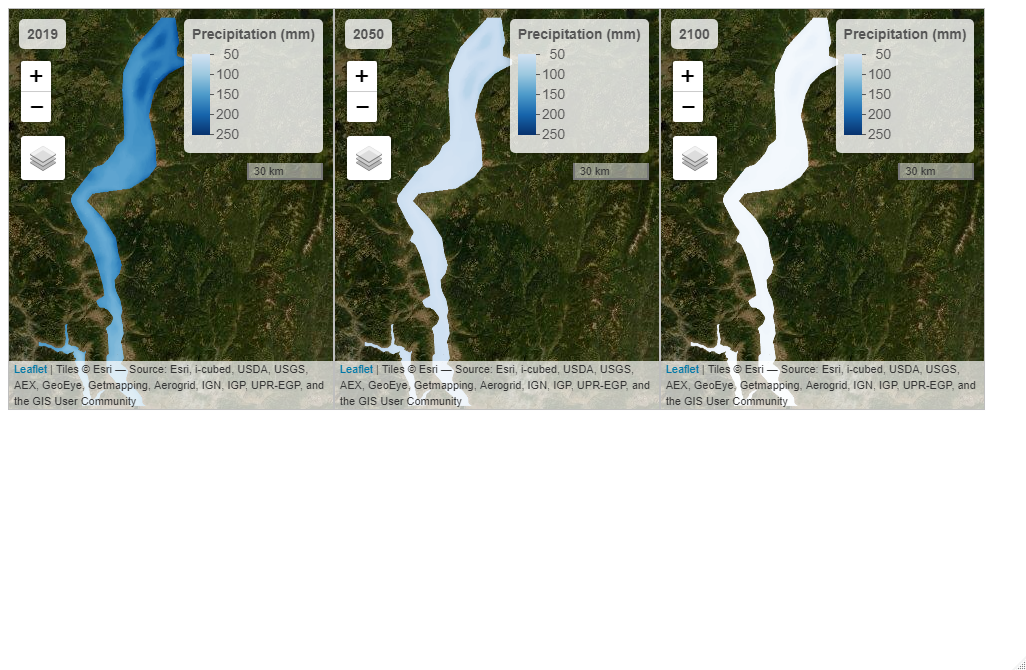 2019
Precipitation (mm)
50
100
150
200
250
+
−
30 km
Leaflet | Tiles © Esri — Source: Esri, i-cubed, USDA, USGS,
AEX, GeoEye, Getmapping, Aerogrid, IGN, IGP, UPR-EGP, and
the GIS User Community
2050
Precipitation (mm)
50
100
150
200
250
+
−
30 km
Leaflet | Tiles © Esri — Source: Esri, i-cubed, USDA, USGS,
AEX, GeoEye, Getmapping, Aerogrid, IGN, IGP, UPR-EGP, and
the GIS User Community
2100
Precipitation (mm)
50
100
150
200
250
+
−
30 km
Leaflet | Tiles © Esri — Source: Esri, i-cubed, USDA, USGS,
AEX, GeoEye, Getmapping, Aerogrid, IGN, IGP, UPR-EGP, and
the GIS User Community